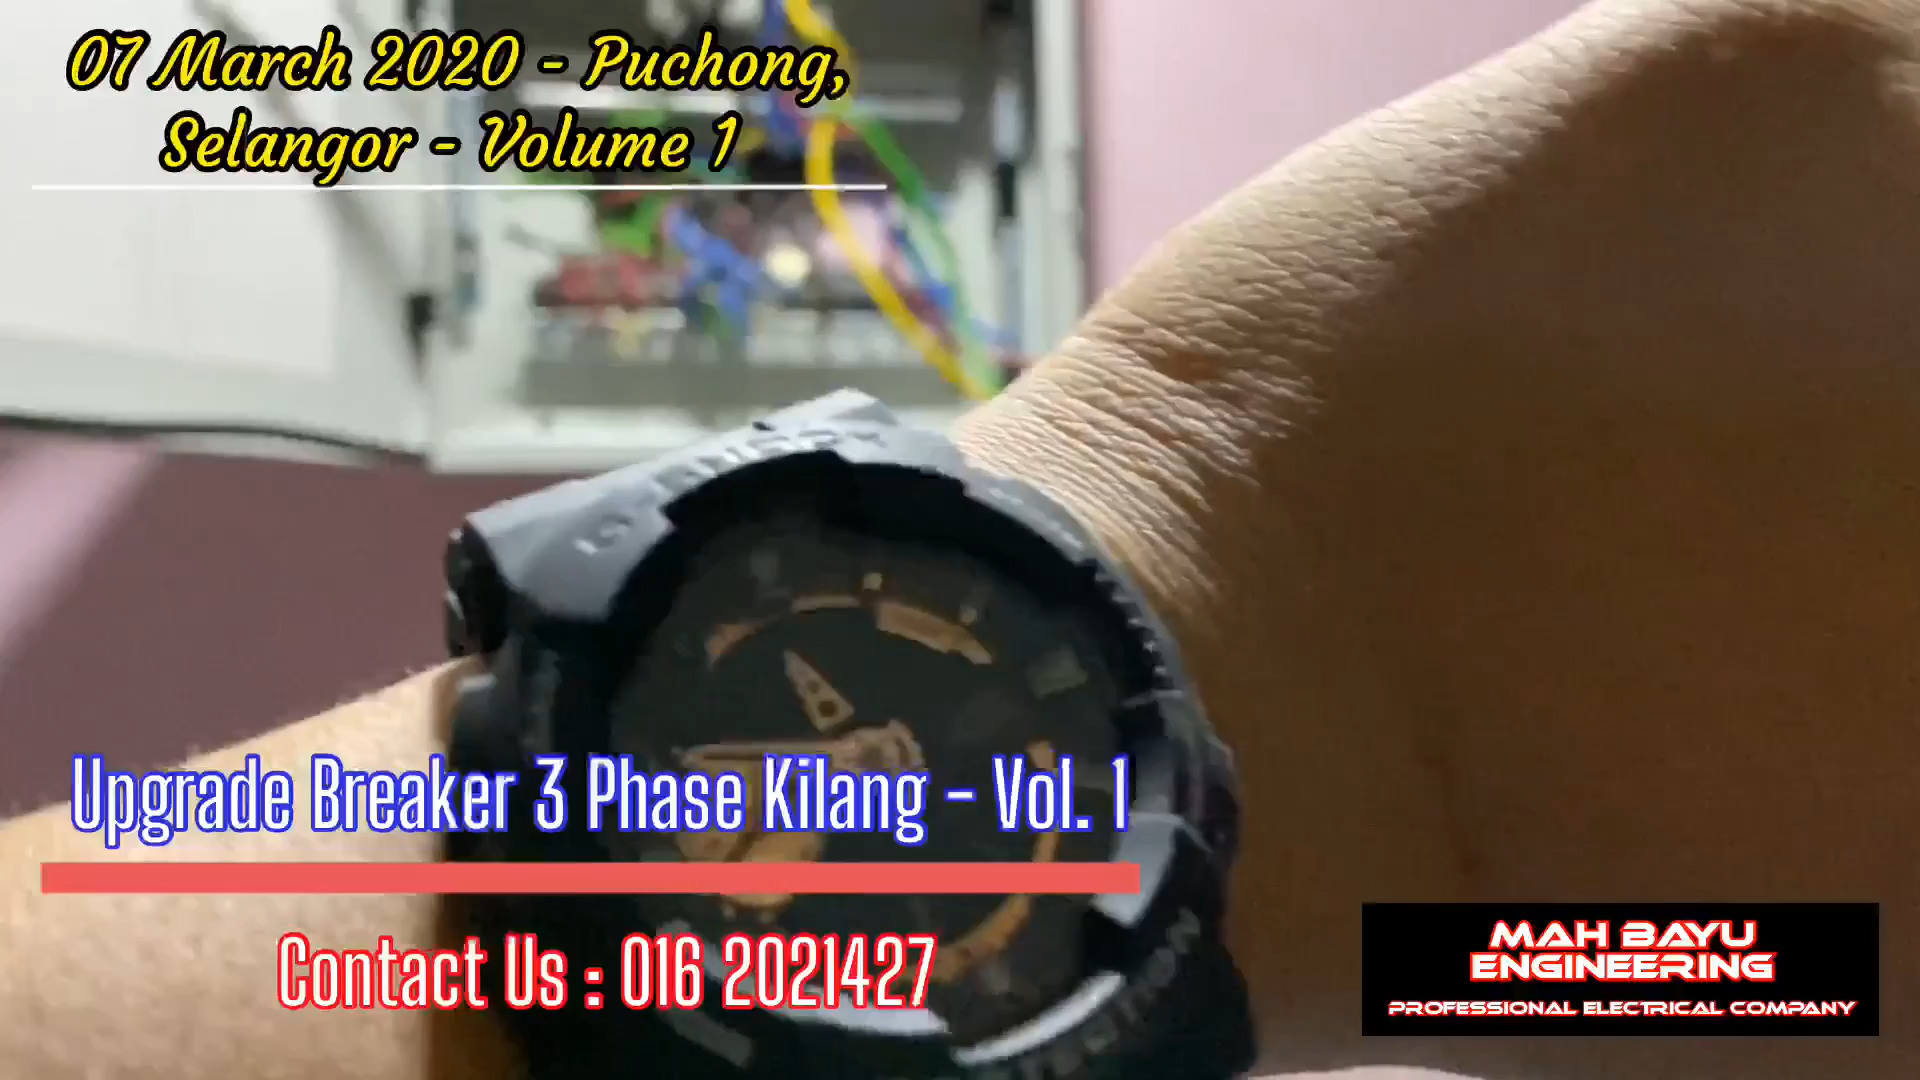 07 March 2020 - Puchong,
Selangor - Volume 1
Upgrade Breaker 3 Phase Kilang - Vol. 1
Contact Us : 016 2021427
MAH BAYU
ENGINEERING
PROFESSIONAL ELECTRICAL COMPANY